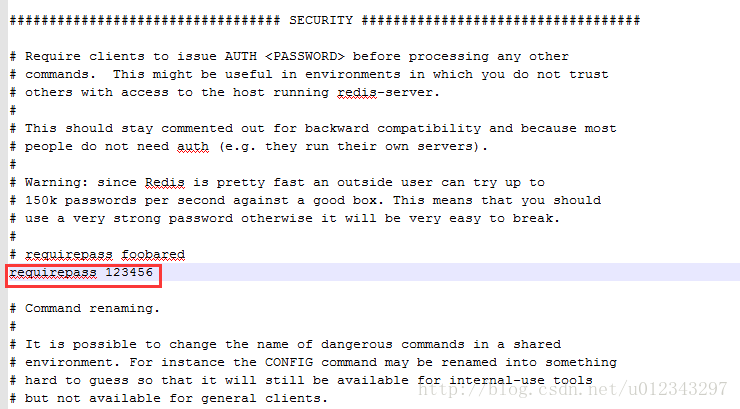 ################################## SECURITY ###################################

# Require clients to issue AUTH <PASSWORD> before processing any other
# commands.  This might be useful in environments in which you do not trust
# others with access to the host running redis-server.
#
# This should stay commented out for backward compatibility and because most
# people do not need auth (e.g. they run their own servers).
#
# Warning: since Redis is pretty fast an outside user can try up to
# 150k passwords per second against a good box. This means that you should
# use a very strong password otherwise it will be very easy to break.
#
# requirepass foobared
requirepass 123456

# Command renaming.
#
# It is possible to change the name of dangerous commands in a shared
# environment. For instance the CONFIG command may be renamed into something
# hard to guess so that it will still be available for internal-use tools
# but not available for general clients.
http://blog.csdn.net/u012343297